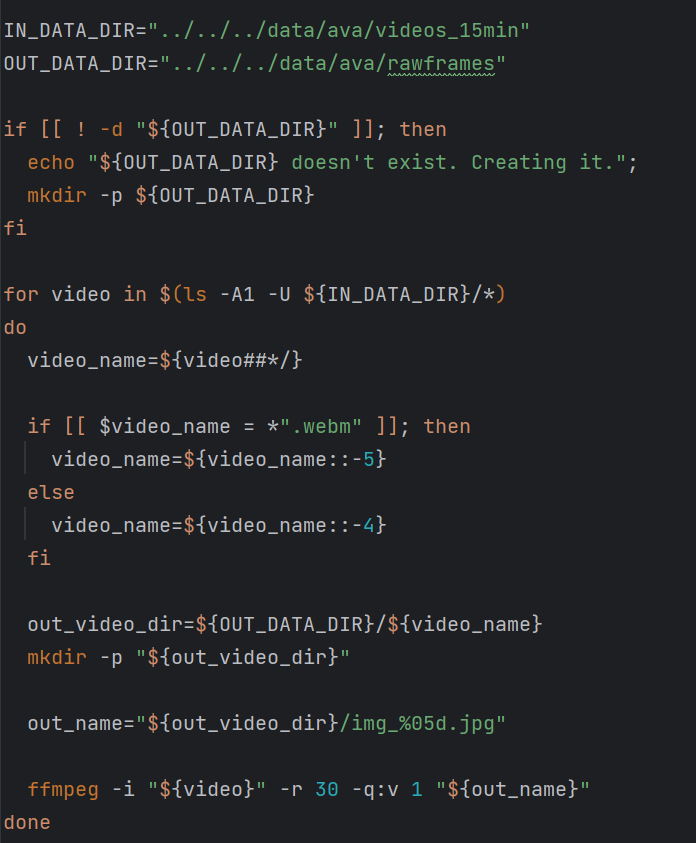 IN_DATA_DIR="../../../data/ava/videos_15min"
OUT_DATA_DIR="../../../data/ava/rawframes"
if [[ ! -d "${OUT_DATA_DIR}" ]]; then
  echo "${OUT_DATA_DIR} doesn't exist. Creating it.";
  mkdir -p ${OUT_DATA_DIR}
fi
for video in $(ls -A1 -U ${IN_DATA_DIR}/*)
do
  video_name=${video##*/}
  if [[ $video_name = *".webm" ]]; then
    video_name=${video_name::-5}
  else
    video_name=${video_name::-4}
  fi
  out_video_dir=${OUT_DATA_DIR}/${video_name}
  mkdir -p "${out_video_dir}"
  out_name="${out_video_dir}/img_%05d.jpg"
  ffmpeg -i "${video}" -r 30 -q:v 1 "${out_name}"
done